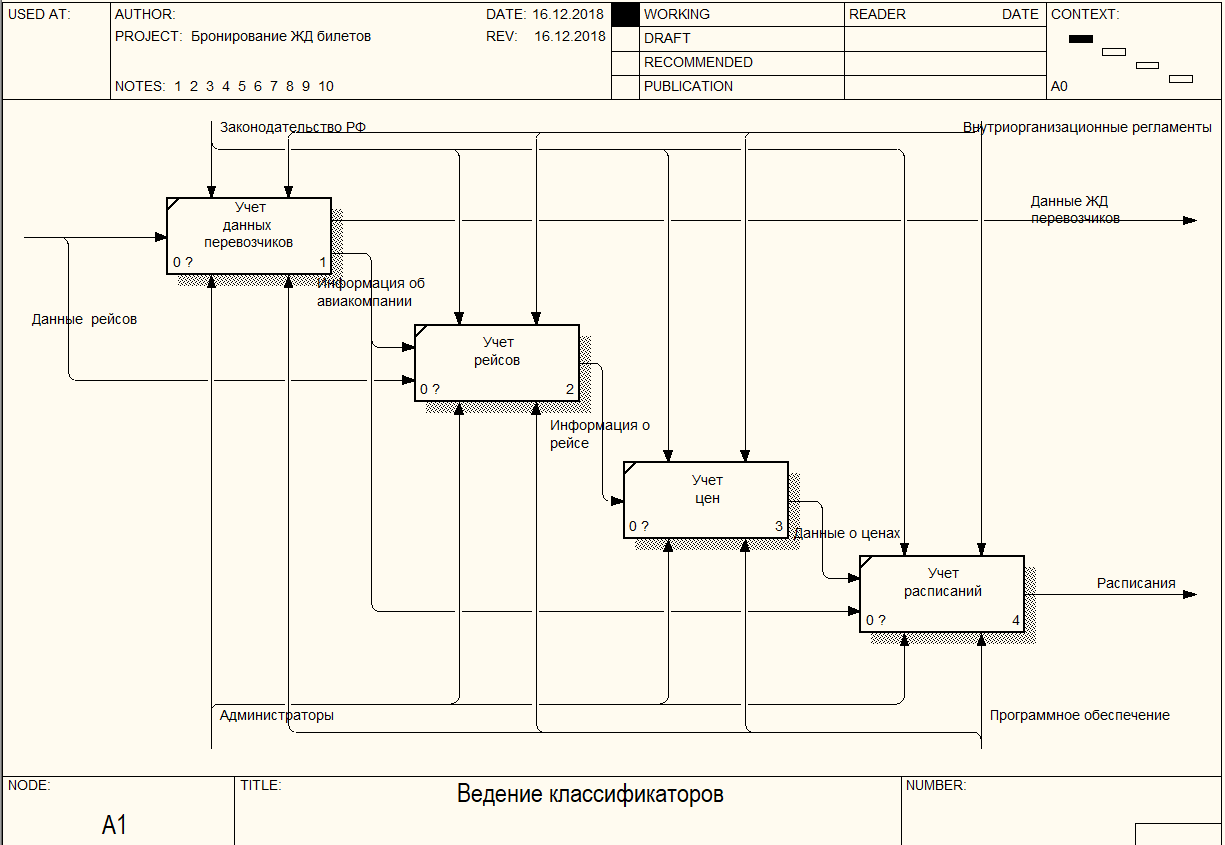 USED AT:
AUTHOR:
DATE: 16.12.2018
PROJECT: Бронирование ЖД билетов
REV: 16.12.2018
NOTES: 1 2 3 4 5 6 7 8 9 10
WORKING
DRAFT
RECOMMENDED
PUBLICATION
READER
DATE
CONTEXT:
A0
Законодательство РФ
Внутриорганизационные регламенты
Учет
данных
перевозчиков
0 ?
1
Данные ЖД
перевозчиков
Информация об
авиакомпании
Данные рейсов
Учет
рейсов
0 ?
2
Информация о
рейсе
Учет
цен
0 ?
3
Данные о ценах
Учет
расписаний
0 ?
4
Расписания
Администраторы
Программное обеспечение
NODE:
A1
TITLE:
Ведение классификаторов
NUMBER: